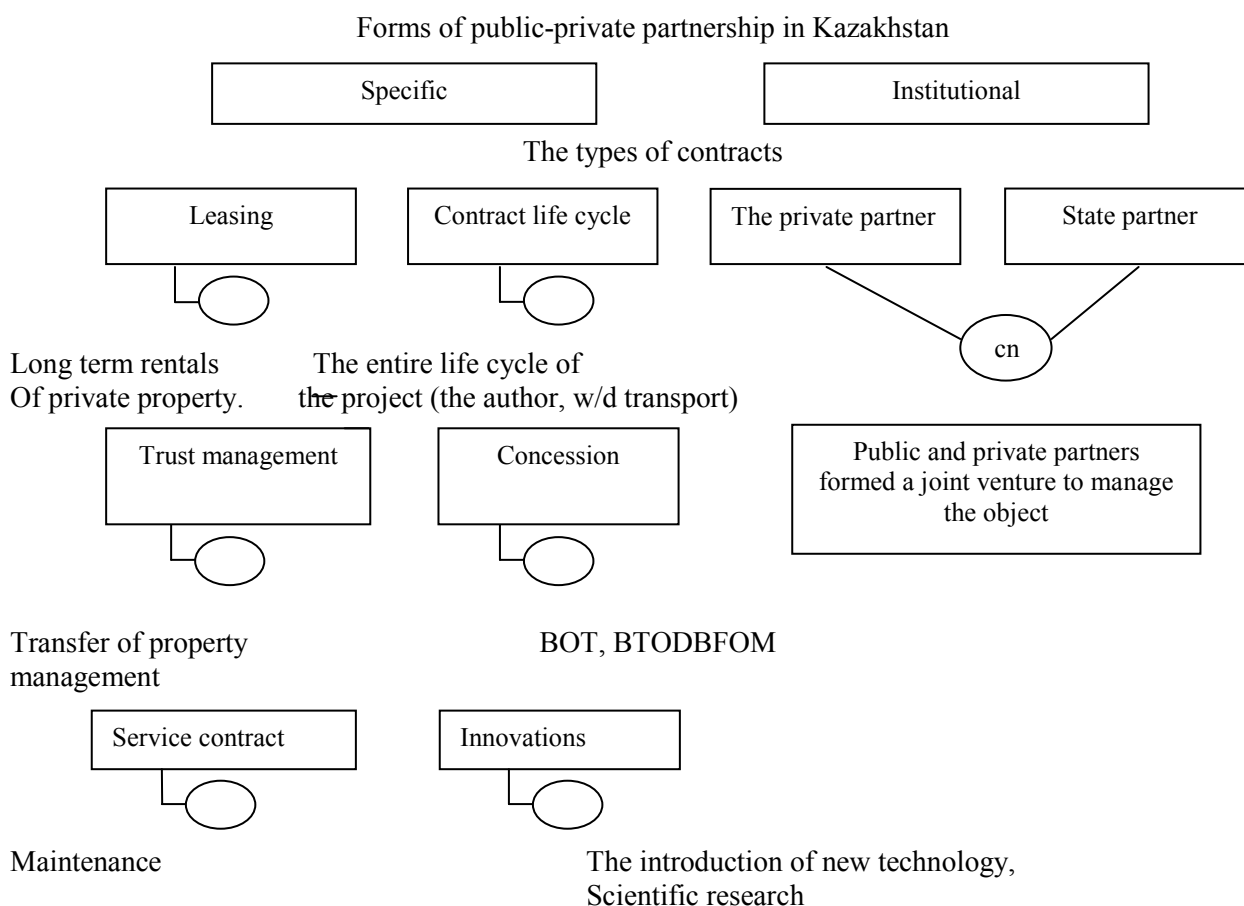 Forms of public-private partnership in Kazakhstan
Specific
Institutional
The types of contracts
Leasing
Contract life cycle
The private partner
State partner
cn
Long term rentals
Of private property.
The entire life cycle of
the project (the author, w/d transport)
Trust management
Concession
Public and private partners
formed a joint venture to manage
the object
Transfer of property
management
BOT, BTODBFOM
Service contract
Innovations
Maintenance
The introduction of new technology,
Scientific research